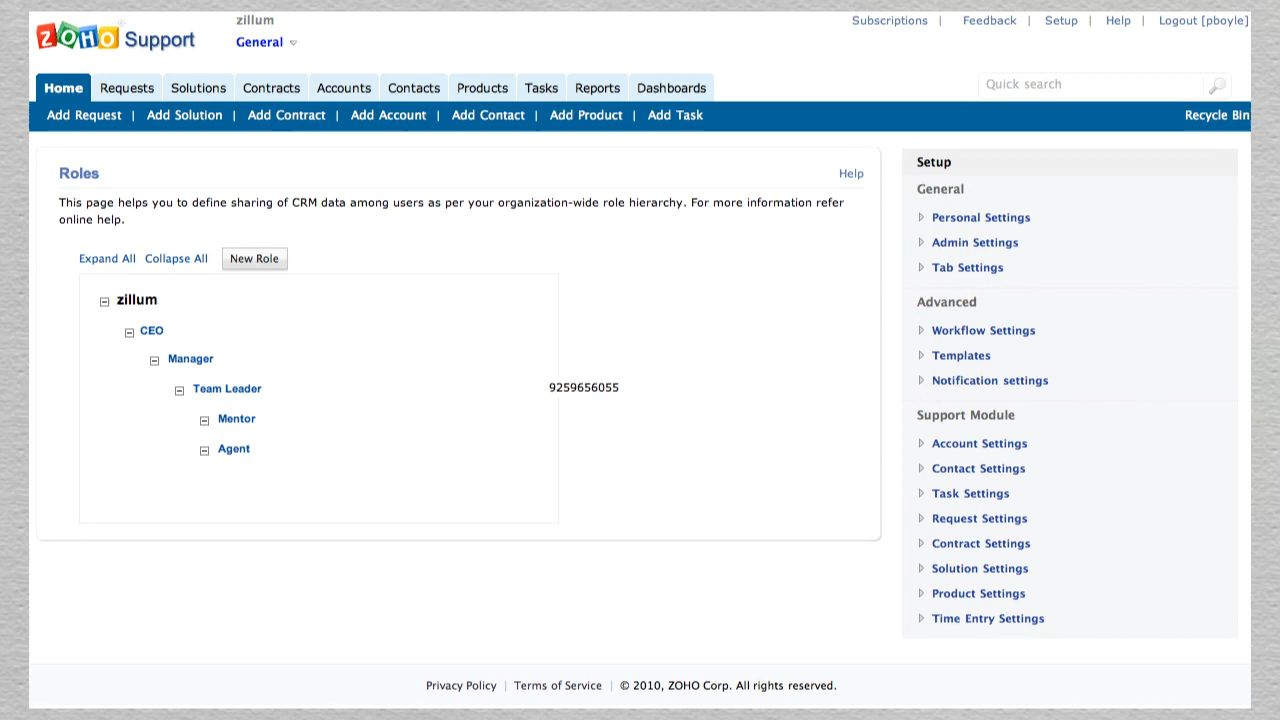 ZOHO Support
zillum
General
Subscriptions | Feedback | Setup | Help | Logout [pboyle]
Home Requests Solutions Contracts Accounts Contacts Products Tasks Reports Dashboards
Quick search
Add Request | Add Solution | Add Contract | Add Account | Add Contact | Add Product | Add Task
Recycle Bin
Roles
Help
This page helps you to define sharing of CRM data among users as per your organization-wide role hierarchy. For more information refer
online help.
Expand All Collapse All New Role
zillum
CEO
Manager
Team Leader
9259656055
Mentor
Agent
Setup
General
Personal Settings
Admin Settings
Tab Settings
Advanced
Workflow Settings
Templates
Notification settings
Support Module
Account Settings
Contact Settings
Task Settings
Request Settings
Contract Settings
Solution Settings
Product Settings
Time Entry Settings
Privacy Policy | Terms of Service | © 2010, ZOHO Corp. All rights reserved.